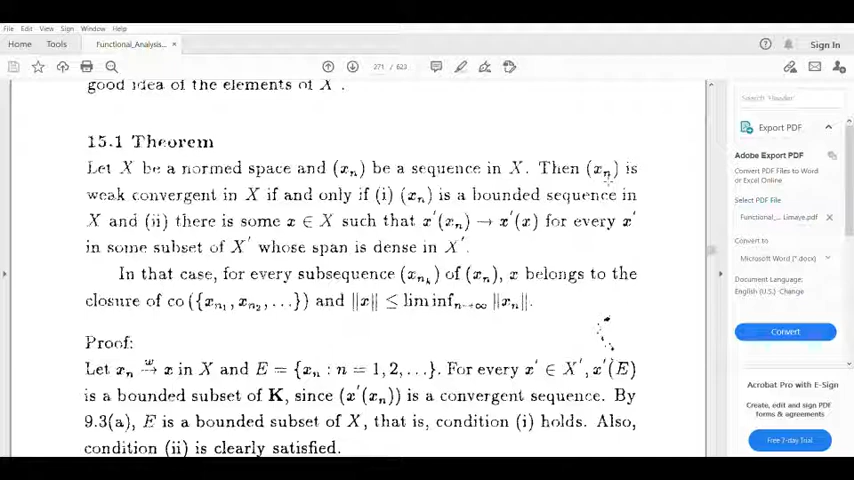 File Edit View Sign Window Help
Home Tools Functional_Analysis... × Sign In
271 / 623
good idea of the elements of X'.
15.1 Theorem
Let X be a normed space and (xₙ) be a sequence in X. Then (xₙ) is
weak convergent in X if and only if (i) (xₙ) is a bounded sequence in
X and (ii) there is some x ∈ X such that x'(xₙ) → x'(x) for every x'
in some subset of X' whose span is dense in X'.
In that case, for every subsequence (xₙₖ) of (xₙ), x belongs to the
closure of co ({xₙ₁, xₙ₂, ...}) and ||x|| ≤ lim infₙ→∞ ||xₙ||.
Proof:
Let xₙ →ʷ x in X and E = {xₙ : n = 1, 2, ...}. For every x' ∈ X', x'(E)
is a bounded subset of K, since (x'(xₙ)) is a convergent sequence. By
9.3(a), E is a bounded subset of X, that is, condition (i) holds. Also,
condition (ii) is clearly satisfied.
Export PDF
Adobe Export PDF
Convert PDF Files to Word
or Excel Online
Select PDF File
Functional_... Limaye.pdf ×
Convert to
Microsoft Word (*.docx)
Document Language:
English (U.S.) Change
Convert
Acrobat Pro with E-Sign
Create, edit and sign PDF
forms & agreements
Free 7-day Trial